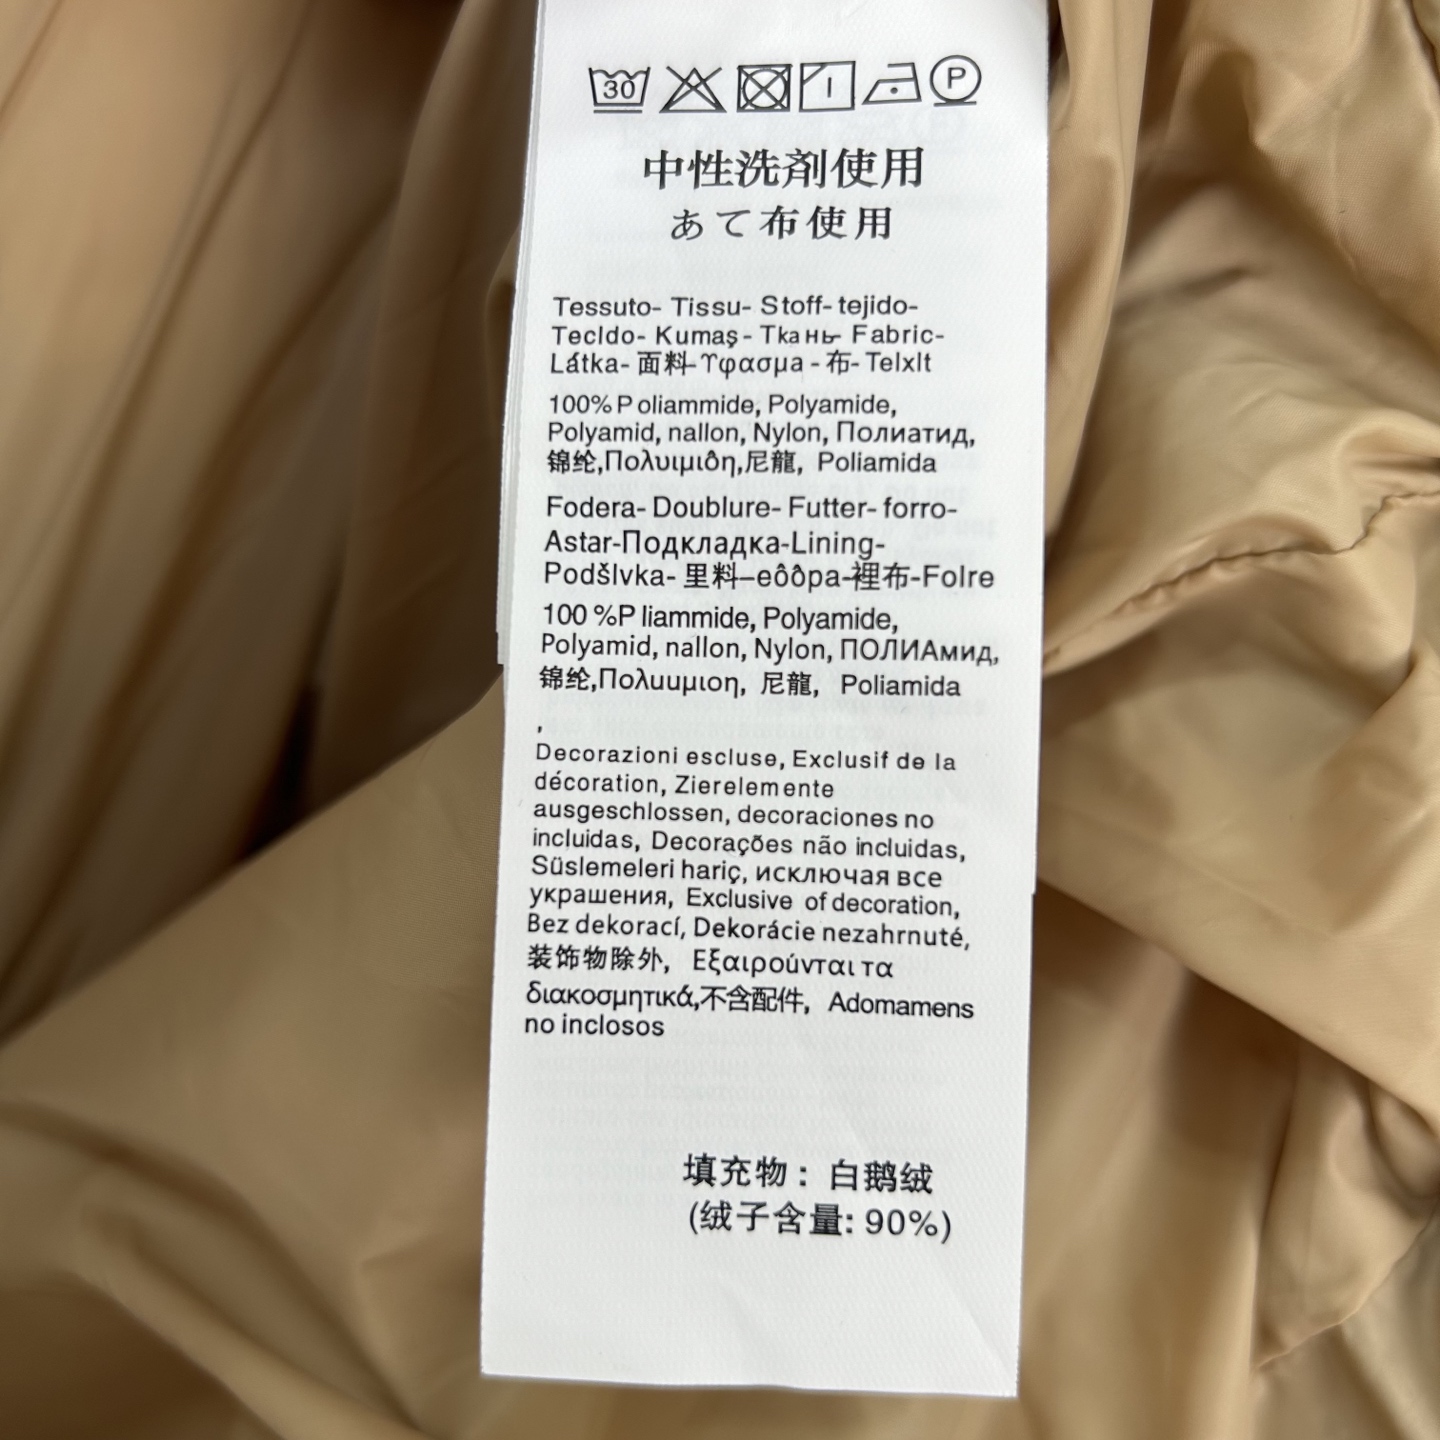 30 P
中性洗剤使用
あて布使用
Tessuto- Tissu- Stoff- tejido-
Tecldo- Kumaş- Ткань- Fabric-
Látka- 面料-ϒφασμα - 布- Telxlt
100% P oliammide, Polyamide,
Polyamid, nallon, Nylon, Полиатид,
锦纶,Πολυιμιδη,尼龍, Poliamida
Fodera- Doublure- Futter- forro-
Astar-Подкладка-Lining-
Podšlvka- 里料–eôôpa-裡布-Folre
100 %P liammide, Polyamide,
Polyamid, nallon, Nylon, ПОЛИАмид,
锦纶,Πολuυμιοη, 尼龍, Poliamida
,
Decorazioni escluse, Exclusif de la
décoration, Zierelemente
ausgeschlossen, decoraciones no
incluidas, Decorações não incluidas,
Süslemeleri hariç, исключая все
украшения, Exclusive of decoration,
Bez dekorací, Dekorácie nezahrnuté,
装饰物除外, Εξαιρούνται τα
διακοσμητικά,不含配件, Adomamens
no inclosos
填充物: 白鹅绒
(绒子含量: 90%)